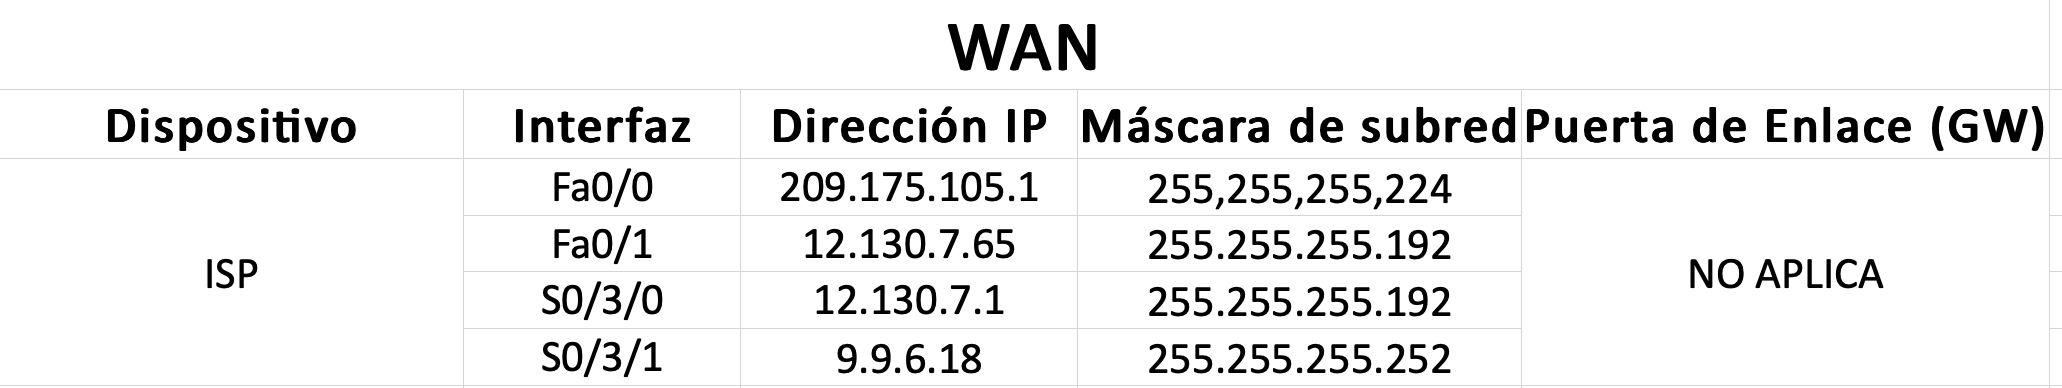 WAN
Dispositivo Interfaz Dirección IP Máscara de subred Puerta de Enlace (GW)
ISP Fa0/0 209.175.105.1 255,255,255,224 NO APLICA
Fa0/1 12.130.7.65 255.255.255.192
S0/3/0 12.130.7.1 255.255.255.192
S0/3/1 9.9.6.18 255.255.255.252